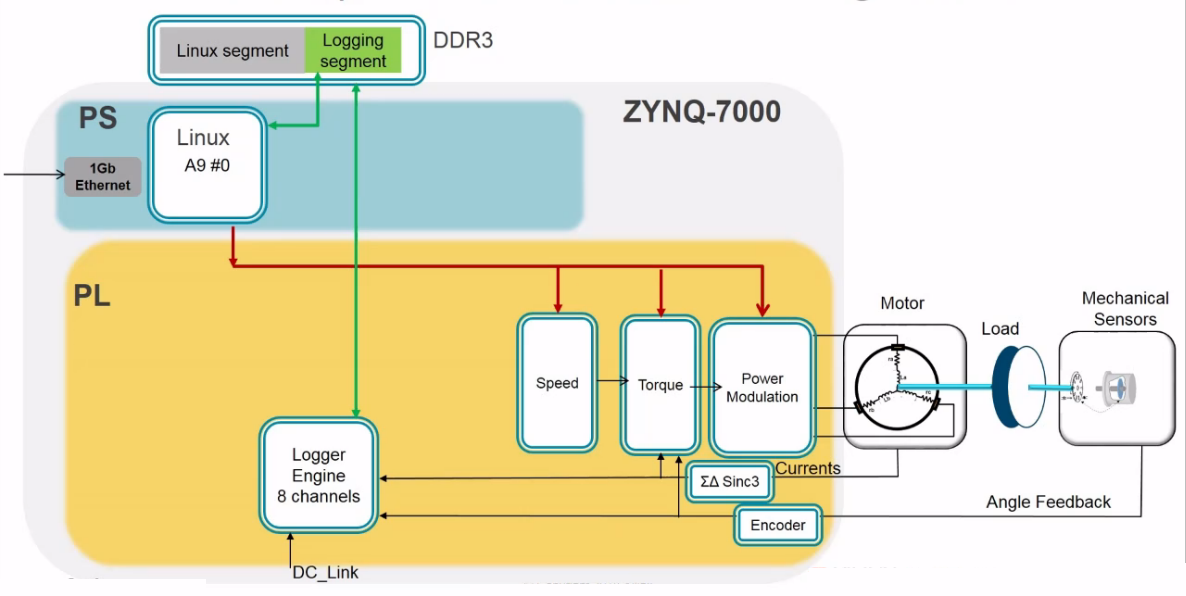 Linux segment
Logging
segment
DDR3
PS
ZYNQ-7000
Linux
A9 #0
1Gb
Ethernet
PL
Motor
Load
Mechanical
Sensors
Speed
Torque
Power
Modulation
Logger
Engine
8 channels
ΣΔ Sinc3
Currents
Encoder
Angle Feedback
DC_Link